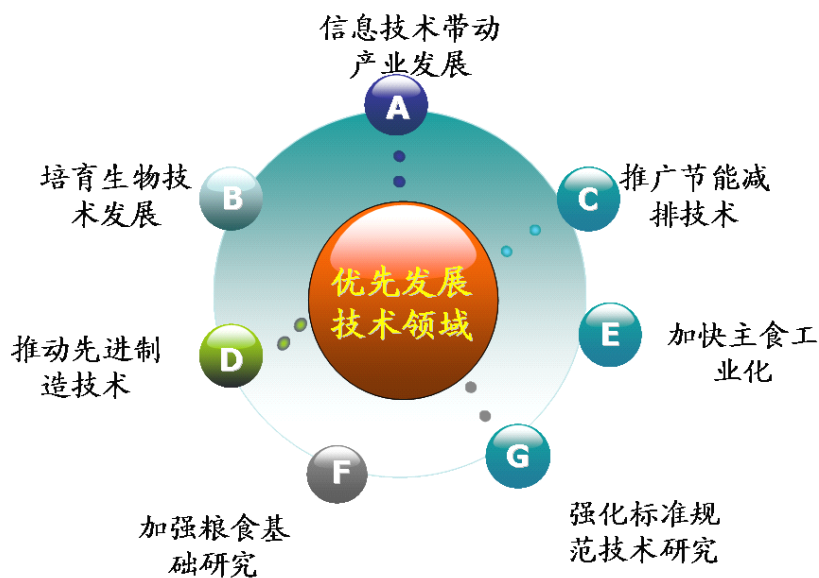 信息技术带动
产业发展
A
培育生物技
术发展
B
C
推广节能减
排技术
优先发展
技术领域
推动先进制
造技术
D
E
加快主食工
业化
F
G
加强粮食基
础研究
强化标准规
范技术研究